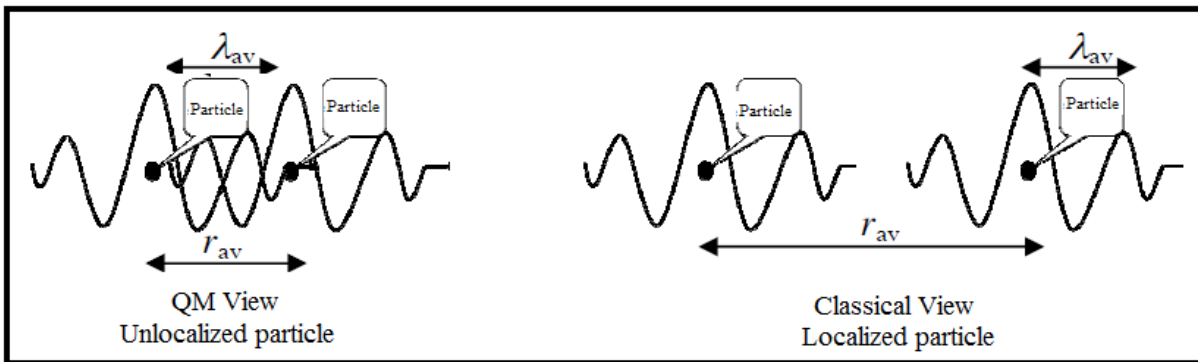 λav
Particle
Particle
rav
QM View
Unlocalized particle
λav
Particle
Particle
rav
Classical View
Localized particle